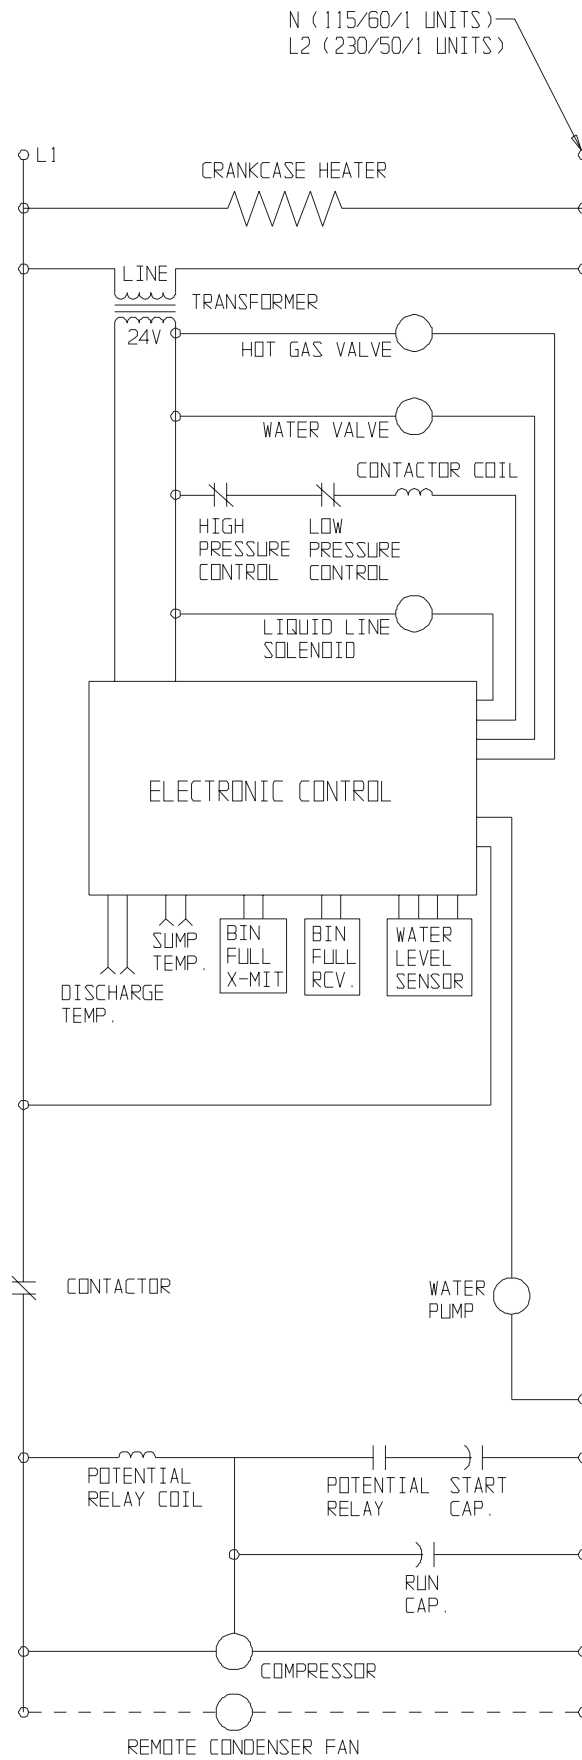 N (115/60/1 UNITS)
L2 (230/50/1 UNITS)
L1
CRANKCASE HEATER
LINE
TRANSFORMER
24V
HOT GAS VALVE
WATER VALVE
CONTACTOR COIL
HIGH
PRESSURE
CONTROL
LOW
PRESSURE
CONTROL
LIQUID LINE
SOLENOID
ELECTRONIC CONTROL
SUMP
TEMP.
BIN
FULL
X-MIT
BIN
FULL
RCV.
WATER
LEVEL
SENSOR
DISCHARGE
TEMP.
CONTACTOR
WATER
PUMP
POTENTIAL
RELAY COIL
POTENTIAL
RELAY
START
CAP.
RUN
CAP.
COMPRESSOR
REMOTE CONDENSER FAN